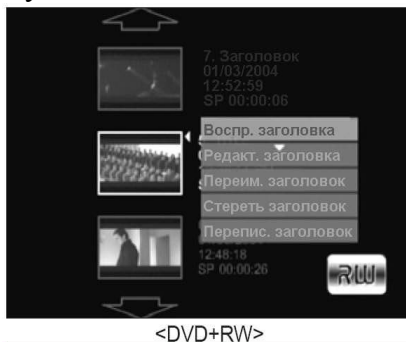 7. Заголовок
01/03/2004
12:52:59
SP 00:00:06
Воспр. заголовка
Редакт. заголовка
Переим. заголовок
Стереть заголовок
Перепис. заголовок
12:48:18
SP 00:00:26
RW
<DVD+RW>